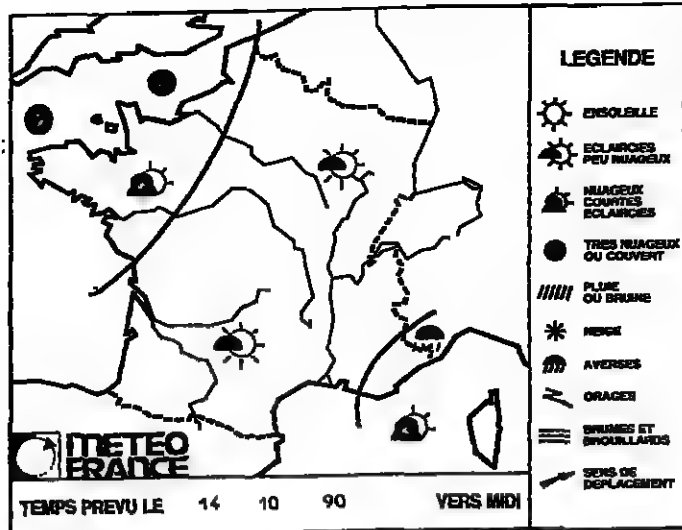 LEGENDE
ENSOLEILLE
ECLAIRCIES
PEU NUAGEUX
NUAGEUX
COURTES
ECLAIRCIES
TRES NUAGEUX
OU COUVERT
PLUIE
OU BRUINE
NEIGE
AVERSES
ORAGES
BRUMES ET
BROUILLARDS
SENS DE
DEPLACEMENT
METEO
FRANCE
TEMPS PREVU LE 14 10 90 VERS MIDI